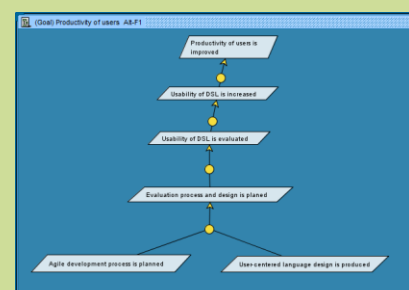 (Goal) Productivity of users Alt-F1
Productivity of users is
improved
Usability of DSL is increased
Usability of DSL is evaluated
Evaluation process and design is planed
Agile development process is planned
User-centered language design is produced